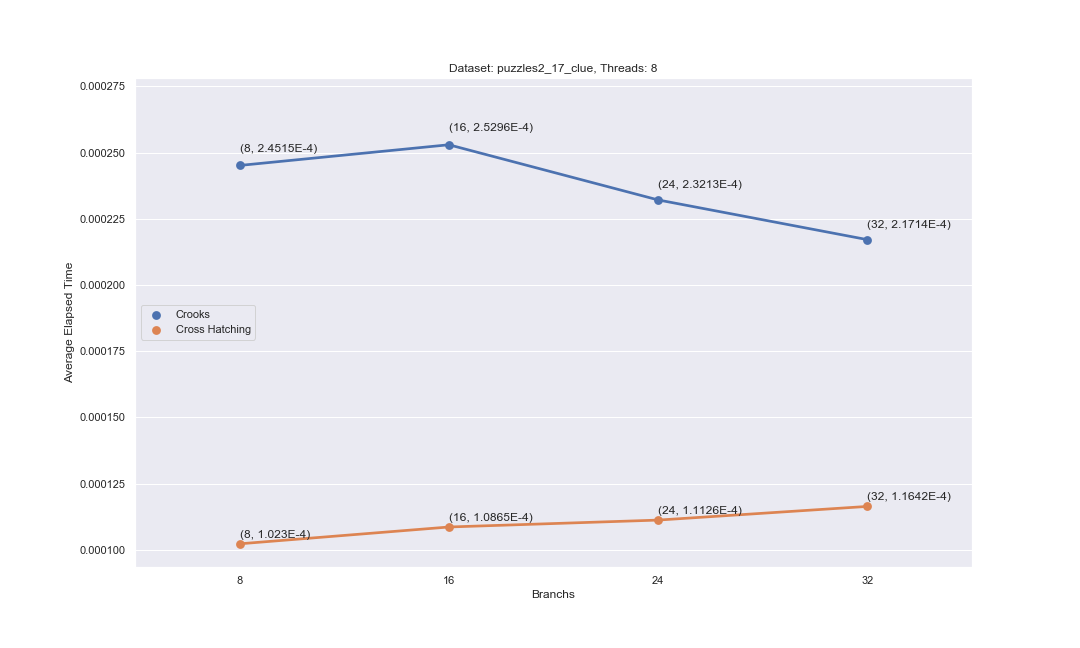 Dataset: puzzles2_17_clue, Threads: 8
0.000275
0.000250
0.000225
0.000200
0.000175
0.000150
0.000125
0.000100
Average Elapsed Time
(8, 2.4515E-4)
(16, 2.5296E-4)
(24, 2.3213E-4)
(32, 2.1714E-4)
Crooks
Cross Hatching
(8, 1.023E-4)
(16, 1.0865E-4)
(24, 1.1126E-4)
(32, 1.1642E-4)
8 16 24 32
Branchs